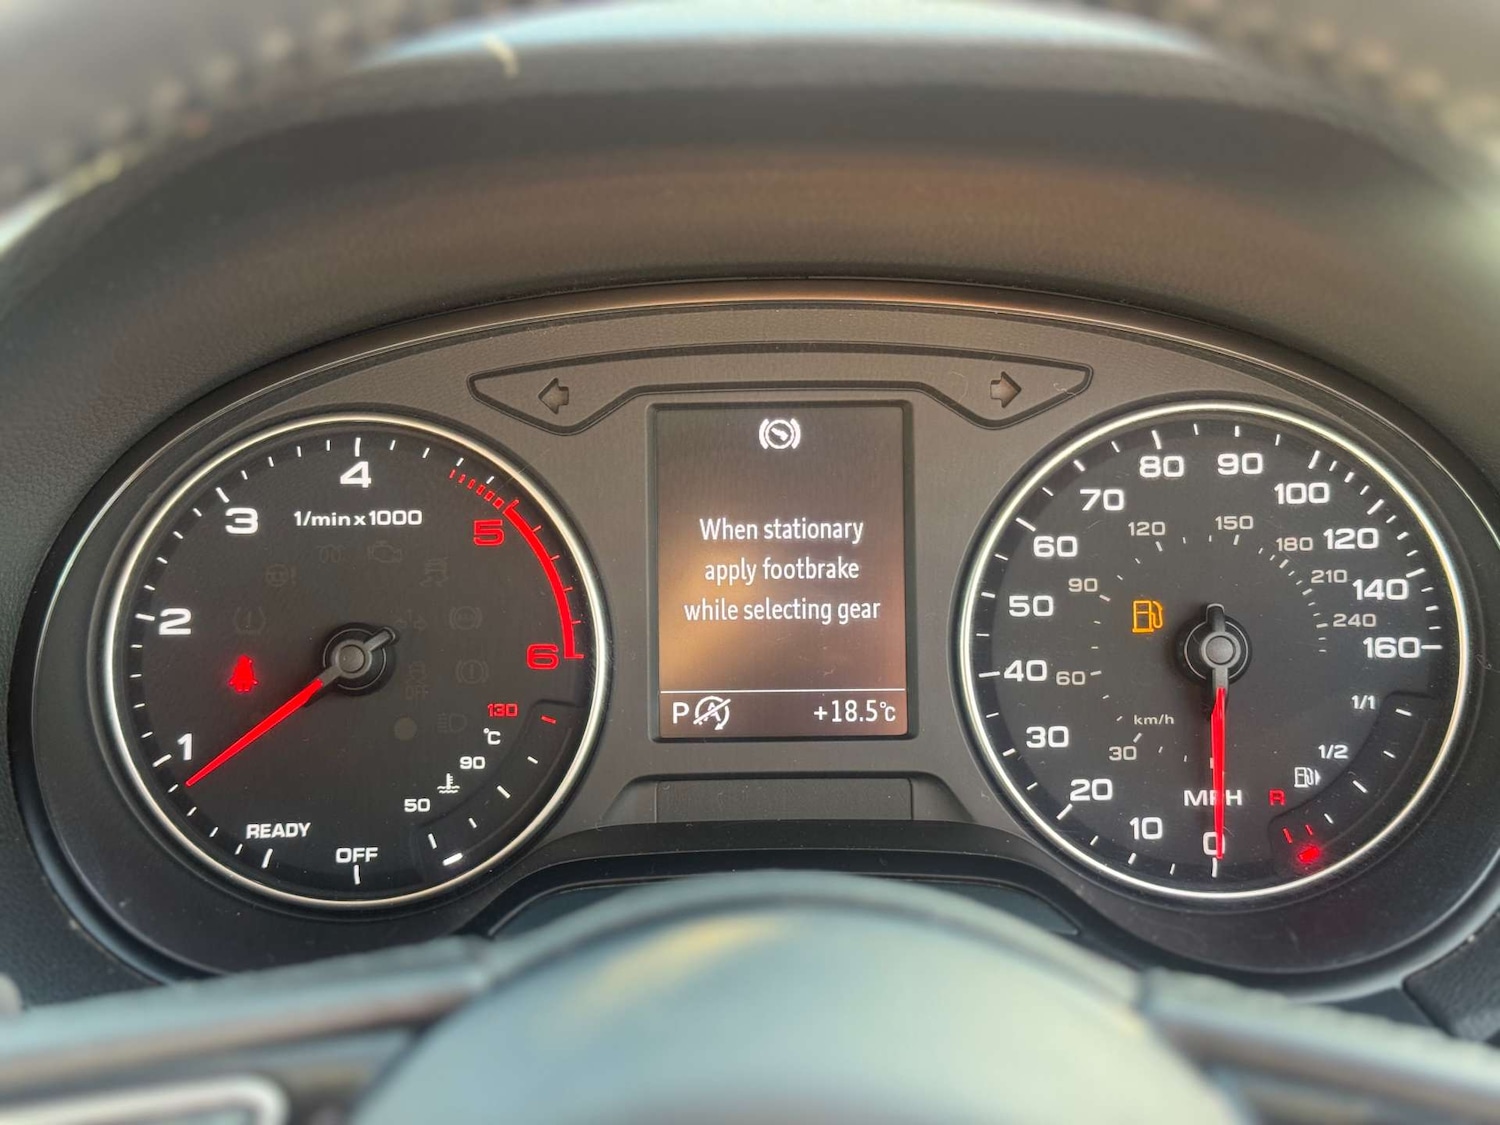 4
3
1/min x 1000
5
2
6
1
130
°C
90
50
READY
OFF
When stationary
apply footbrake
while selecting gear
P
A
+18.5°C
80
90
70
100
120
150
60
180
120
90
210
140
50
240
160
40
60
1/1
km/h
30
30
1/2
20
MPH
R
10
0